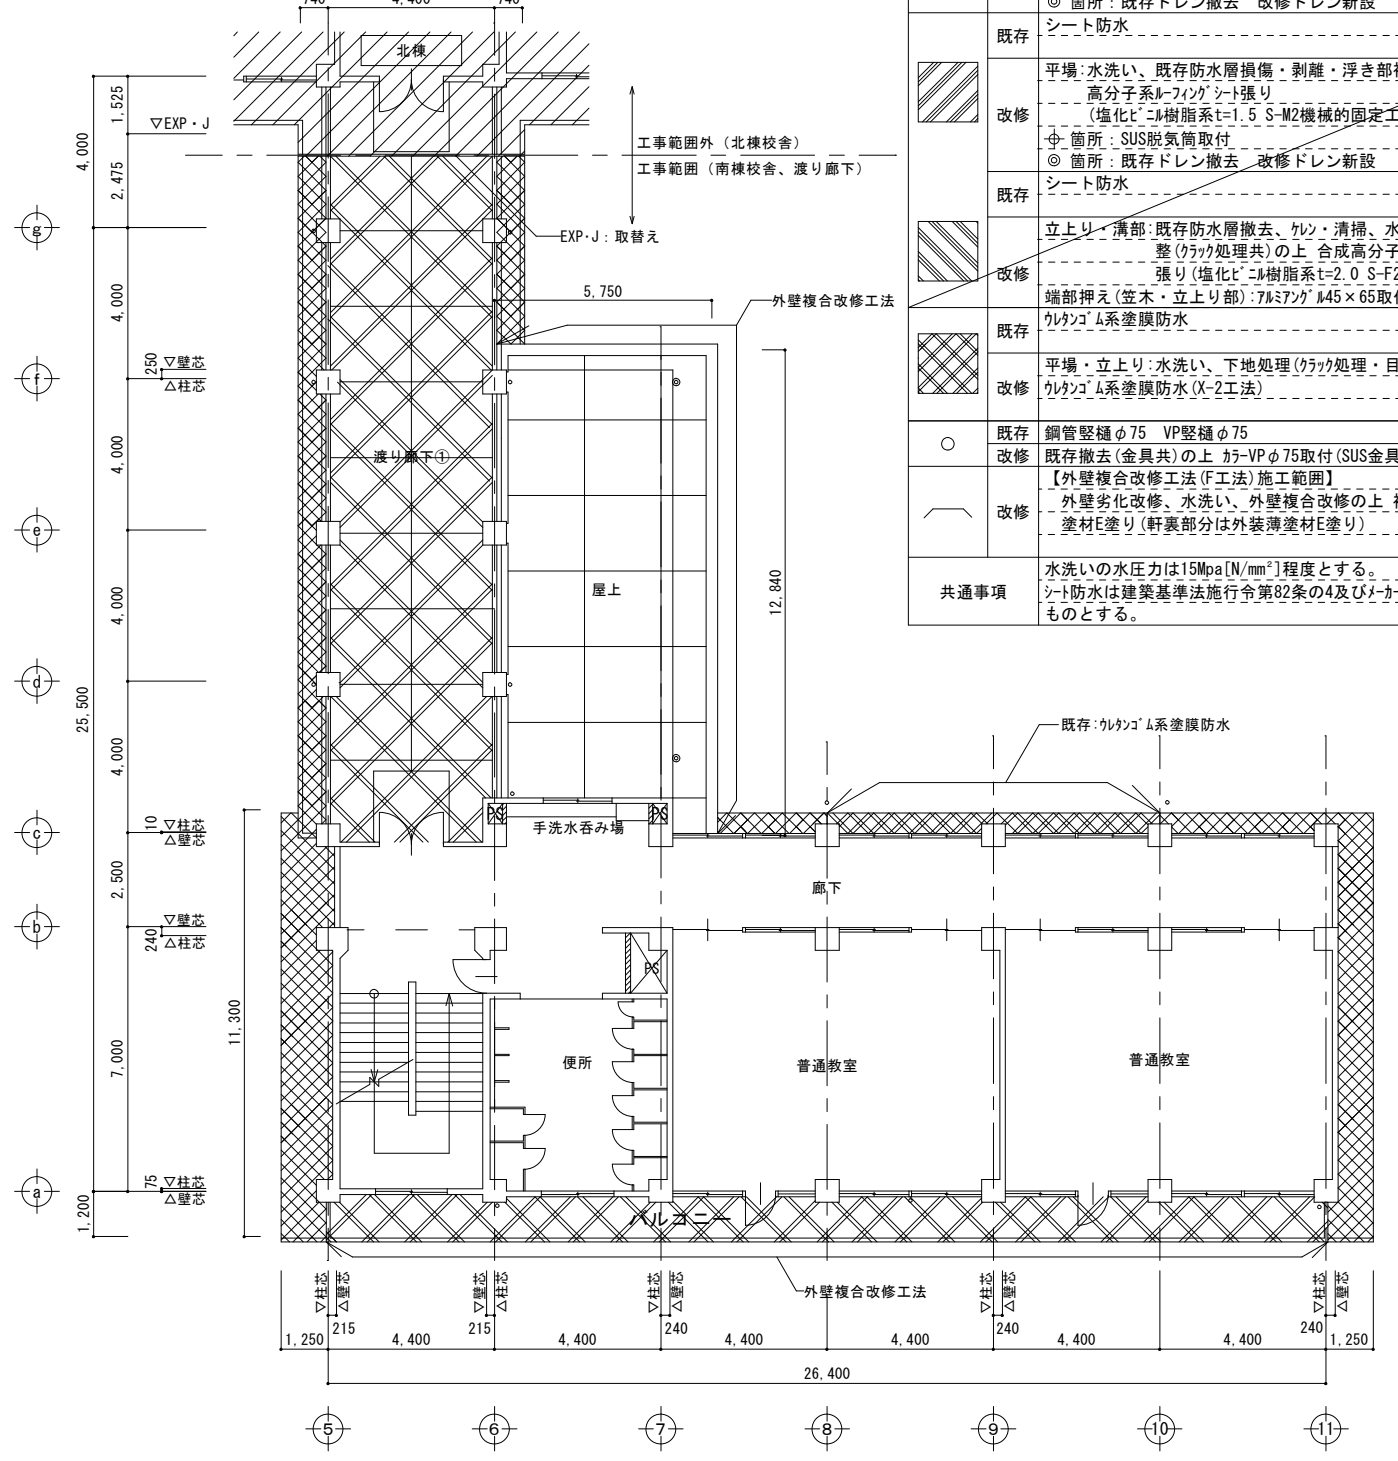 740
4,400
740
◎ 箇所：既存ドレン撤去 改修ドレン新設
既存
シート防水
改修
平場：水洗い、既存防水層損傷・剥離・浮き部
高分子系ルーフィングシート張り
(塩化ビニル樹脂系t=1.5 S-M2機械的固定工
箇所：SUS脱気筒取付
◎ 箇所：既存ドレン撤去 改修ドレン新設
既存
シート防水
改修
立上り・溝部：既存防水層撤去、ケレン・清掃、水
整(クラック処理共)の上 合成高分子
張り(塩化ビニル樹脂系t=2.0 S-F2
端部押え(笠木・立上り部)：アルミアングル45×65取
既存
ウレタンゴム系塗膜防水
改修
平場・立上り：水洗い、下地処理(クラック処理・目
ウレタンゴム系塗膜防水(X-2工法)
既存
鋼管竪樋φ75 VP竪樋φ75
改修
既存撤去(金具共)の上 カラーVPφ75取付(SUS金具
改修
【外壁複合改修工法(F工法)施工範囲】
外壁劣化改修、水洗い、外壁複合改修の上
塗材E塗り(軒裏部分は外装薄塗材E塗り)
共通事項
水洗いの水圧力は15Mpa[N/mm²]程度とする。
シート防水は建築基準法施行令第82条の4及びメーカー
ものとする。
北棟
▽EXP・J
1,525
2,475
4,000
工事範囲外（北棟校舎）
工事範囲（南棟校舎、渡り廊下）
EXP・J：取替え
g
4,000
5,750
外壁複合改修工法
250
▽壁芯
△柱芯
f
4,000
渡り廊下①
e
屋上
12,840
4,000
d
25,500
4,000
既存：ウレタンゴム系塗膜防水
PS
PS
手洗水呑み場
c
10
▽柱芯
△壁芯
2,500
廊下
b
240
▽壁芯
△柱芯
PS
11,300
7,000
便所
普通教室
普通教室
a
75
▽柱芯
△壁芯
1,200
バルコニー
外壁複合改修工法
▽柱芯
△壁芯
▽壁芯
△柱芯
▽柱芯
△壁芯
▽柱芯
△壁芯
▽柱芯
△壁芯
215
215
240
240
240
1,250
4,400
4,400
4,400
4,400
4,400
4,400
1,250
26,400
5
6
7
8
9
10
11